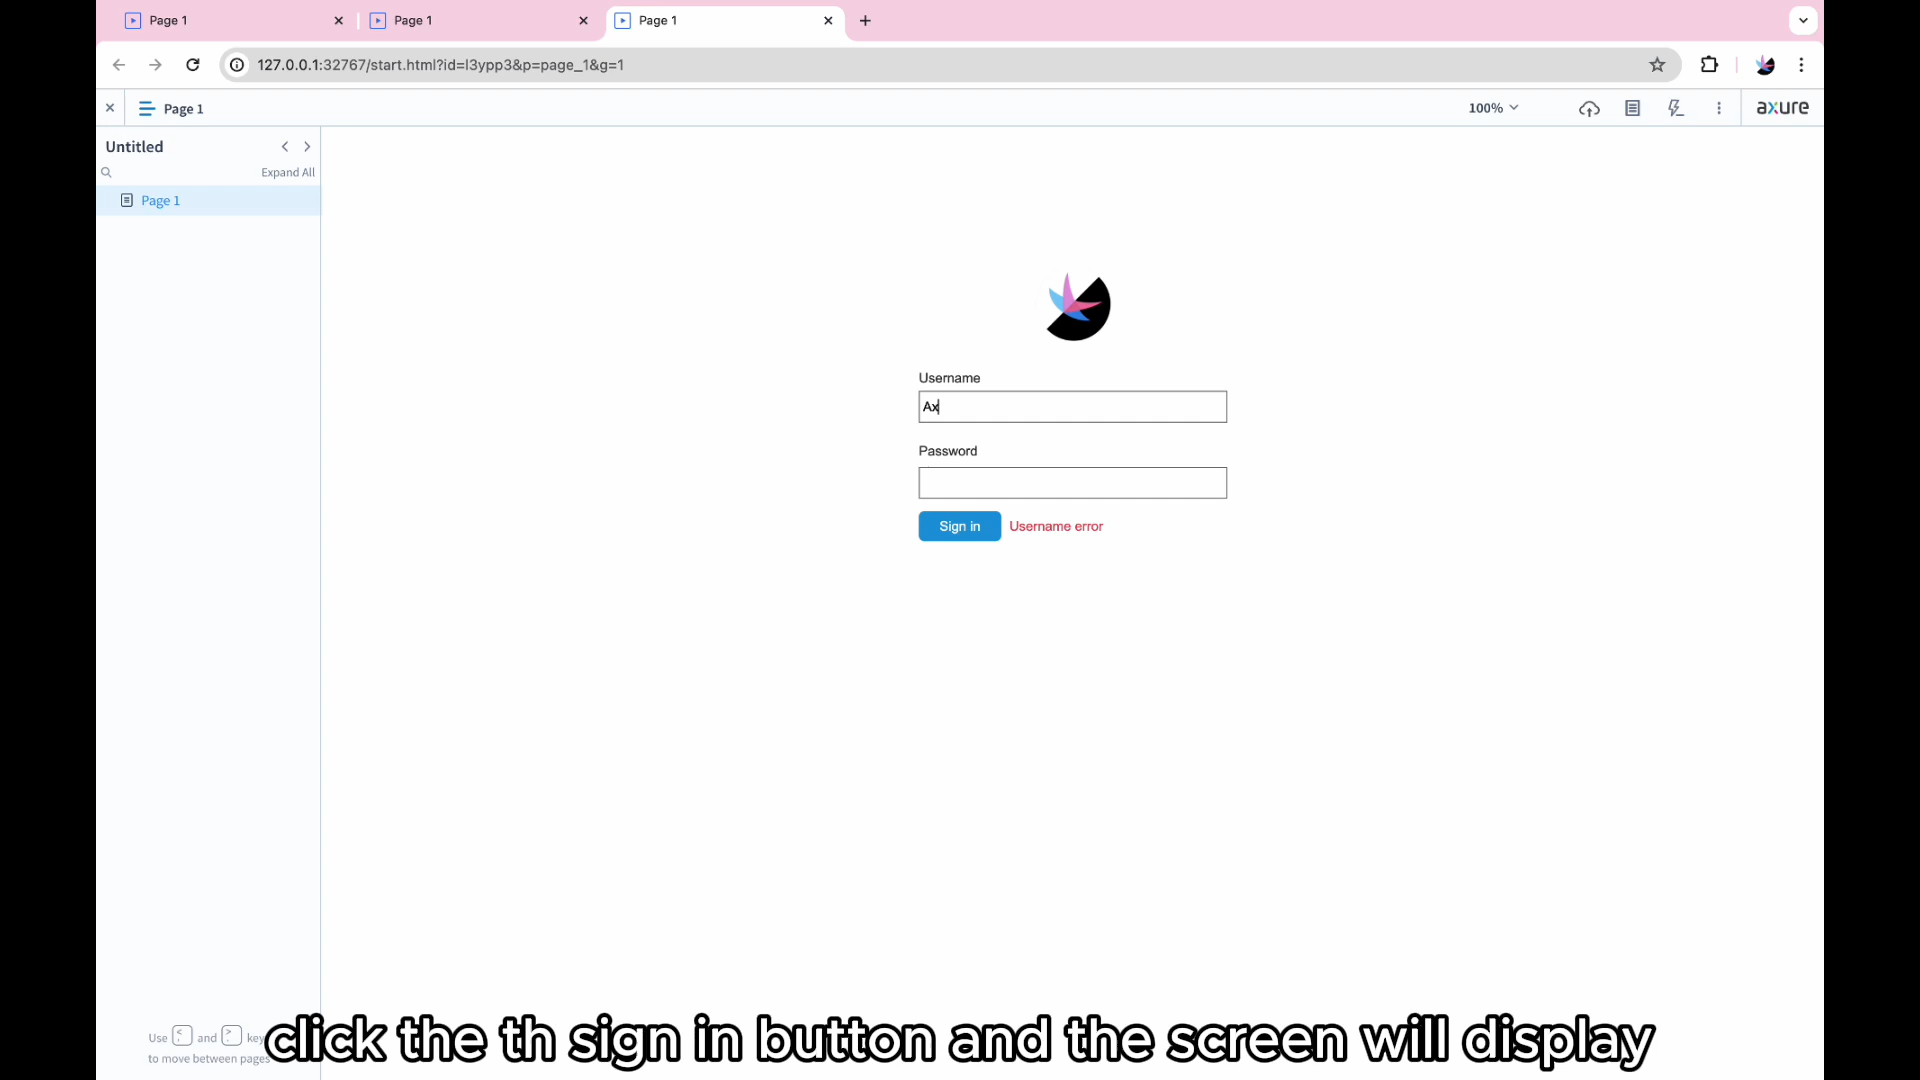 Page 1
Page 1
Page 1
127.0.0.1:32767/start.html?id=l3ypp3&p=page_1&g=1
Page 1
100%
axure
Untitled
Expand All
Page 1
Username
Ax
Password
Sign in
Username error
Use < , and > . key
to move between pages
click the th sign in button and the screen will display